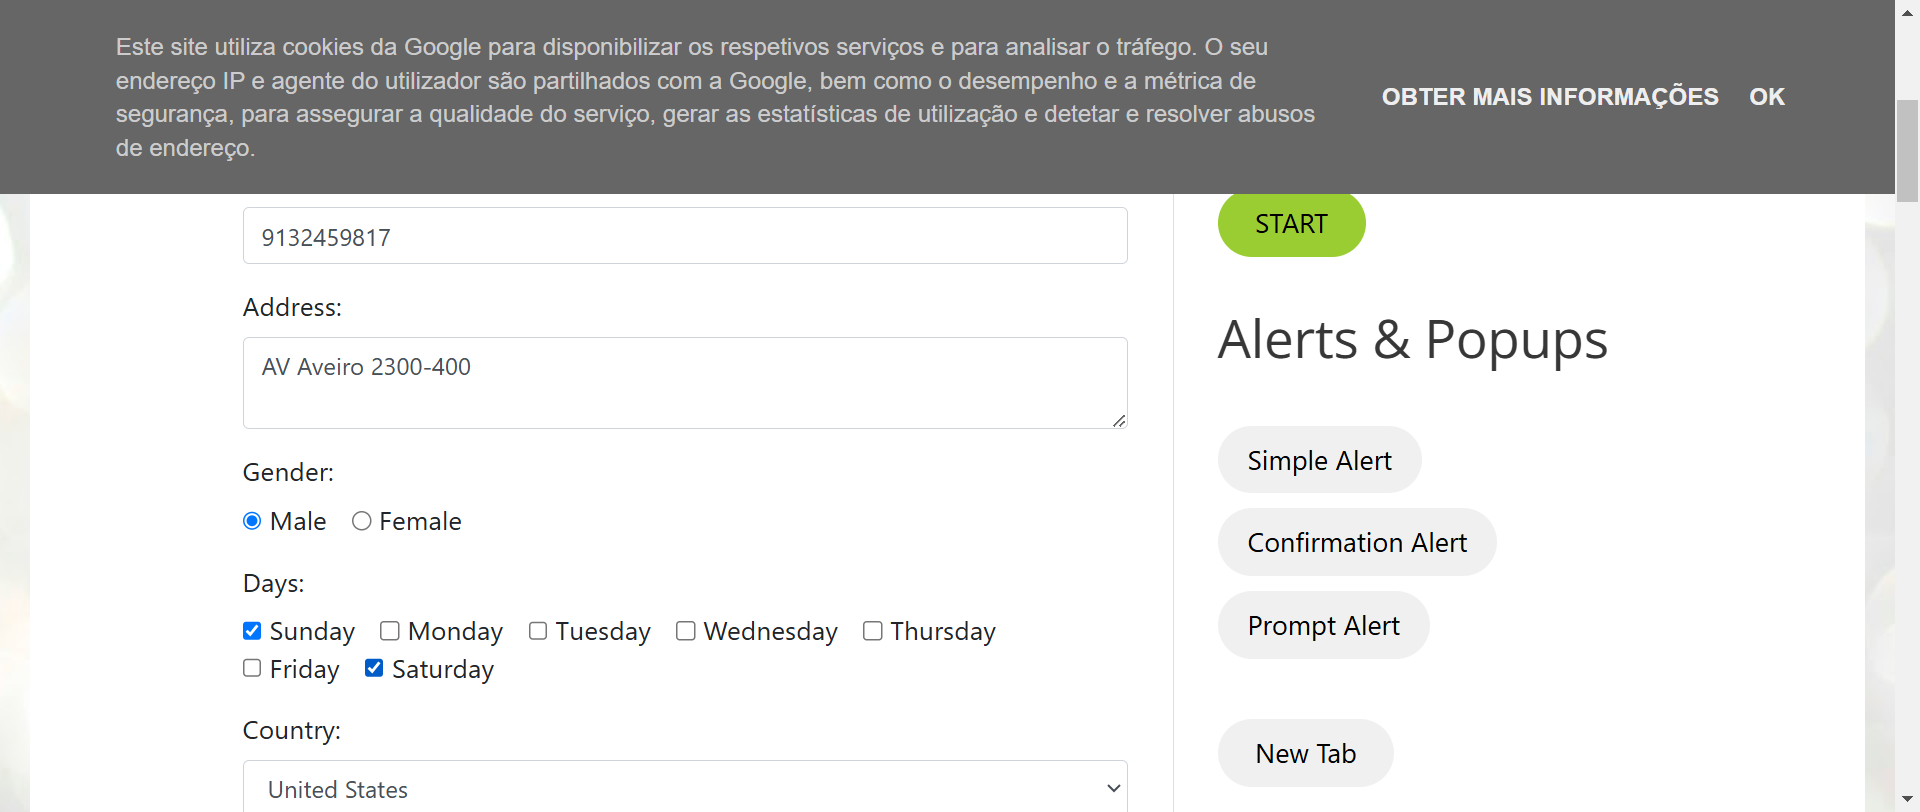 Este site utiliza cookies da Google para disponibilizar os respetivos serviços e para analisar o tráfego. O seu
endereço IP e agente do utilizador são partilhados com a Google, bem como o desempenho e a métrica de
segurança, para assegurar a qualidade do serviço, gerar as estatísticas de utilização e detetar e resolver abusos
de endereço.
OBTER MAIS INFORMAÇÕES OK
9132459817
Address:
AV Aveiro 2300-400
Gender:
Male Female
Days:
Sunday Monday Tuesday Wednesday Thursday
Friday Saturday
Country:
United States
START
Alerts & Popups
Simple Alert
Confirmation Alert
Prompt Alert
New Tab